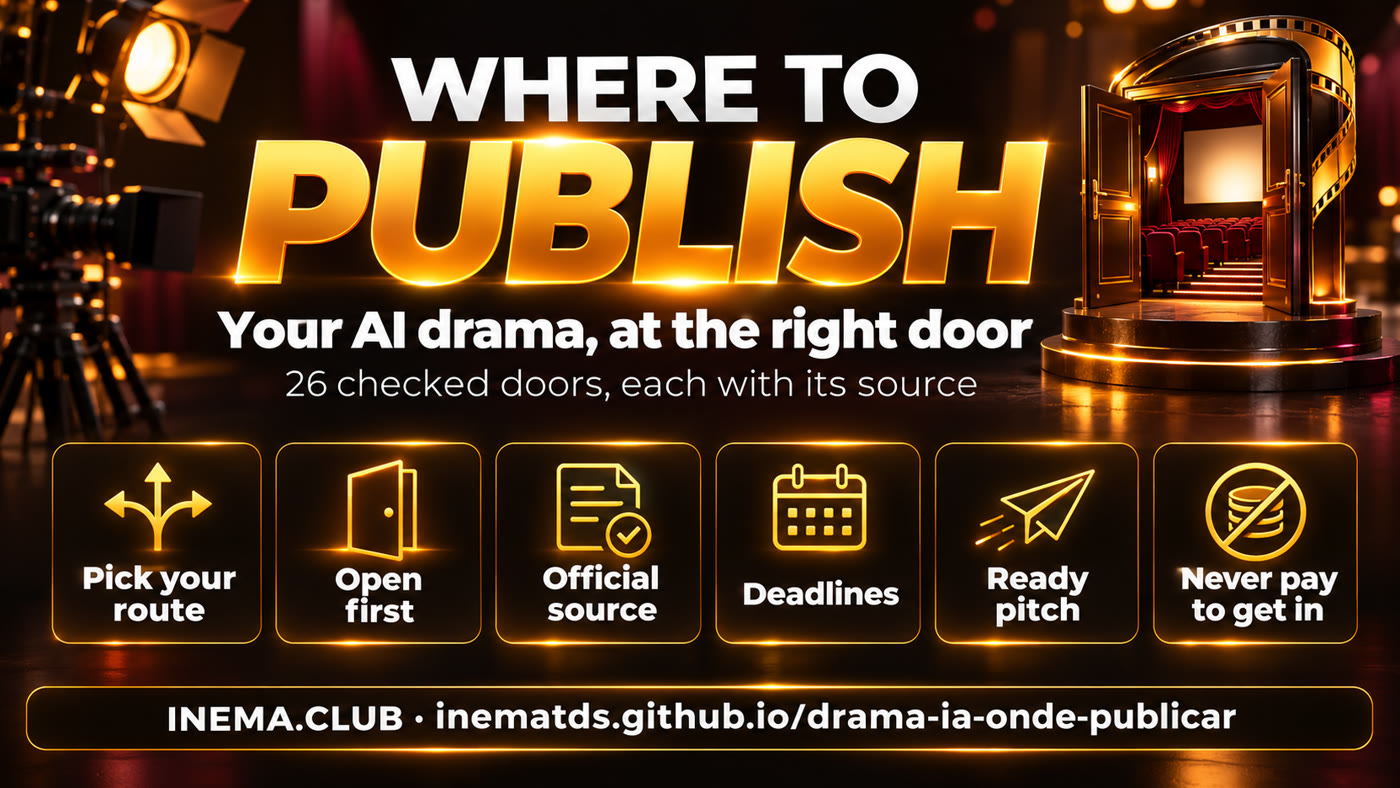 WHERE TO
PUBLISH
Your AI drama, at the right door
26 checked doors, each with its source
Pick your
route
Open
first
Official
source
Deadlines
Ready
pitch
Never pay
to get in
INEMA.CLUB · inematds.github.io/drama-ia-onde-publicar